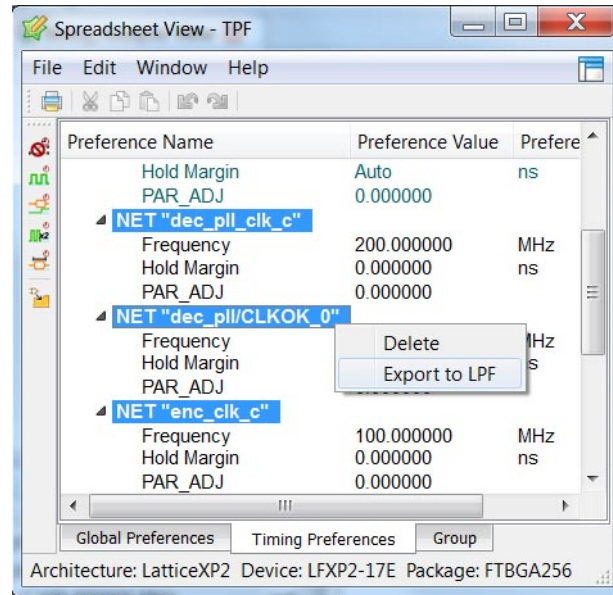 Spreadsheet View - TPF
File Edit Window Help
Preference Name Preference Value Prefere
Hold Margin Auto ns
PAR_ADJ 0.000000
NET "dec_pll_clk_c"
Frequency 200.000000 MHz
Hold Margin 0.000000 ns
PAR_ADJ 0.000000
NET "dec_pll/CLKOK_0"
Frequency Delete Hz
Hold Margin Export to LPF s
PAR_ADJ
NET "enc_clk_c"
Frequency 100.000000 MHz
Hold Margin 0.000000 ns
PAR_ADJ 0.000000
Global Preferences Timing Preferences Group
Architecture: LatticeXP2 Device: LFXP2-17E Package: FTBGA256